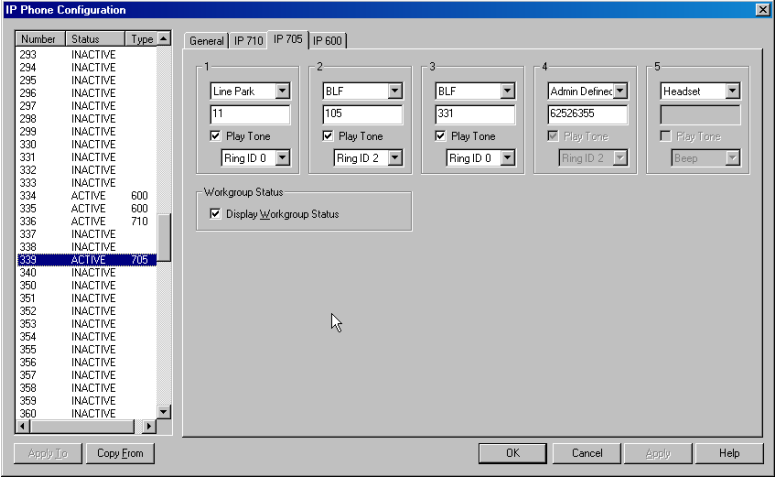 IP Phone Configuration
Number Status Type
293 INACTIVE
294 INACTIVE
295 INACTIVE
296 INACTIVE
297 INACTIVE
298 INACTIVE
299 INACTIVE
330 INACTIVE
331 INACTIVE
332 INACTIVE
333 INACTIVE
334 ACTIVE 600
335 ACTIVE 600
336 ACTIVE 710
337 INACTIVE
338 INACTIVE
339 ACTIVE 705
340 INACTIVE
350 INACTIVE
351 INACTIVE
352 INACTIVE
353 INACTIVE
354 INACTIVE
355 INACTIVE
356 INACTIVE
357 INACTIVE
358 INACTIVE
359 INACTIVE
360 INACTIVE
Apply To Copy From
General IP 710 IP 705 IP 600
1 2 3 4 5
Line Park BLF BLF Admin Defined Headset
11 105 331 62526355
Play Tone Play Tone Play Tone Play Tone Play Tone
Ring ID 0 Ring ID 2 Ring ID 0 Ring ID 2 Beep
Workgroup Status
Display Workgroup Status
OK Cancel Apply Help